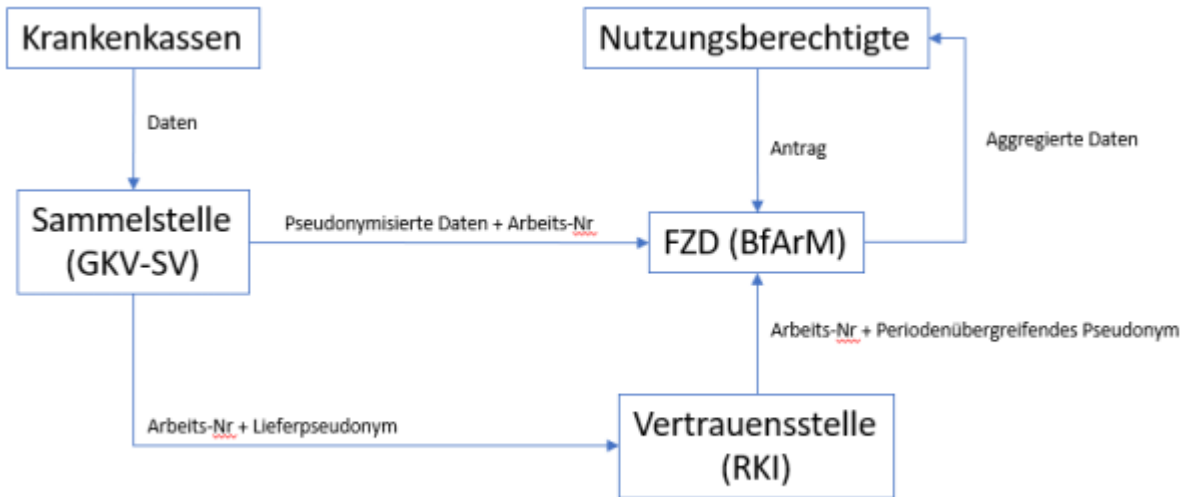 Krankenkassen
Nutzungsberechtigte
Daten
Antrag
Aggregierte Daten
Sammelstelle
(GKV-SV)
Pseudonymisierte Daten + Arbeits-Nr
FZD (BfArM)
Arbeits-Nr + Periodenübergreifendes Pseudonym
Arbeits-Nr + Lieferpseudonym
Vertrauensstelle
(RKI)